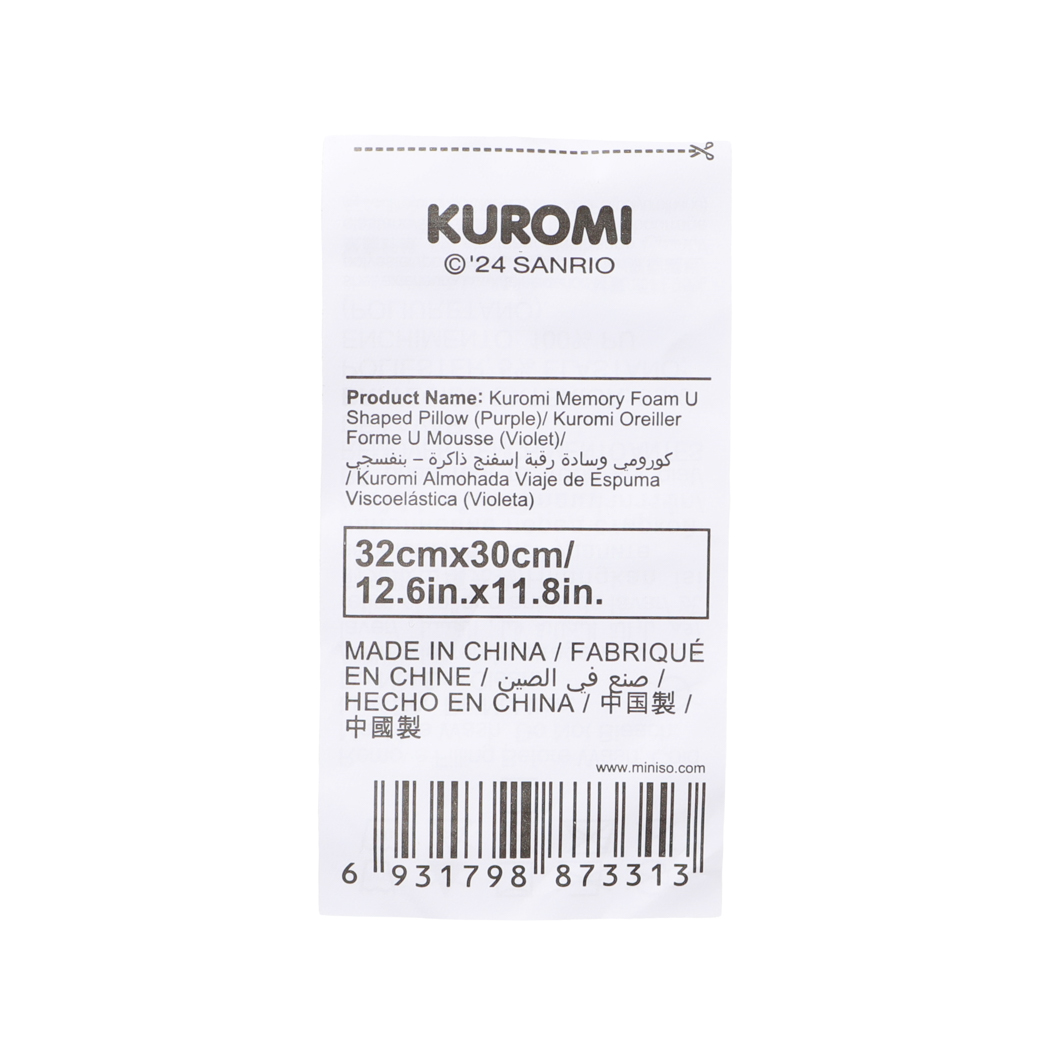 KUROMI
©'24 SANRIO
Product Name: Kuromi Memory Foam U
Shaped Pillow (Purple)/ Kuromi Oreiller
Forme U Mousse (Violet)/
كورومي وسادة رقبة إسفنج ذاكرة – بنفسجي
/ Kuromi Almohada Viaje de Espuma
Viscoelástica (Violeta)
32cmx30cm/
12.6in.x11.8in.
MADE IN CHINA / FABRIQUÉ
EN CHINE / صنع في الصين /
HECHO EN CHINA / 中国製 /
中國製
www.miniso.com
6 931798 873313